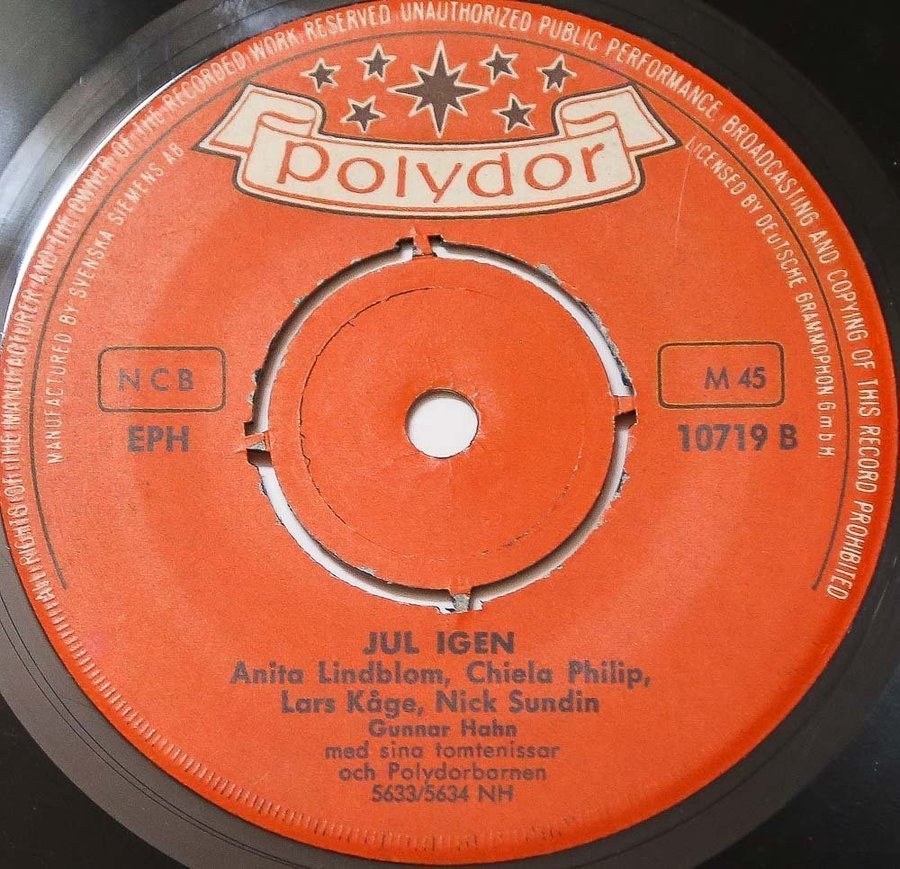 ALL RIGHTS OF THE MANUFACTURER AND THE OWNER OF THE RECORDED WORK RESERVED UNAUTHORIZED PUBLIC PERFORMANCE BROADCASTING AND COPYING OF THIS RECORD PROHIBITED
MANUFACTURED BY SVENSKA SIEMENS AB
LICENSED BY DEUTSCHE GRAMMOPHON GmbH
polydor
NCB
M 45
EPH
10719 B
JUL IGEN
Anita Lindblom, Chiela Philip,
Lars Kåge, Nick Sundin
Gunnar Hahn
med sina tomtenissar
och Polydorbarnen
5633/5634 NH